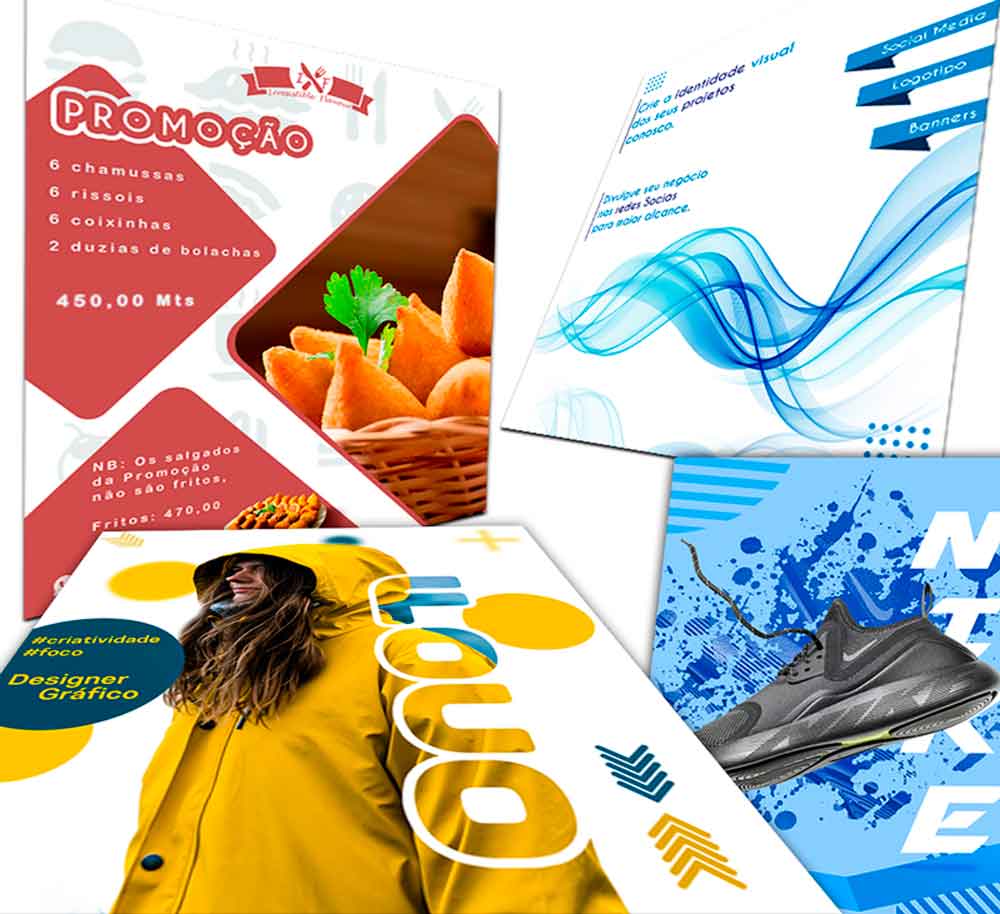 I F
Irresistible Flavour
PROMOÇÃO
6 chamussas
6 rissois
6 coixinhas
2 duzias de bolachas
450,00 Mts
NB: Os salgados
da Promoção
não são fritos,
Fritos: 470,00
Crie a Identidade visual
dos seus projetos
conosco.
Divulgue seu negócio
nas redes Socias
para maior alcance.
Social Media
Logotipo
Banners
#criatividade
#foco
Designer
Gráfico
NIKE